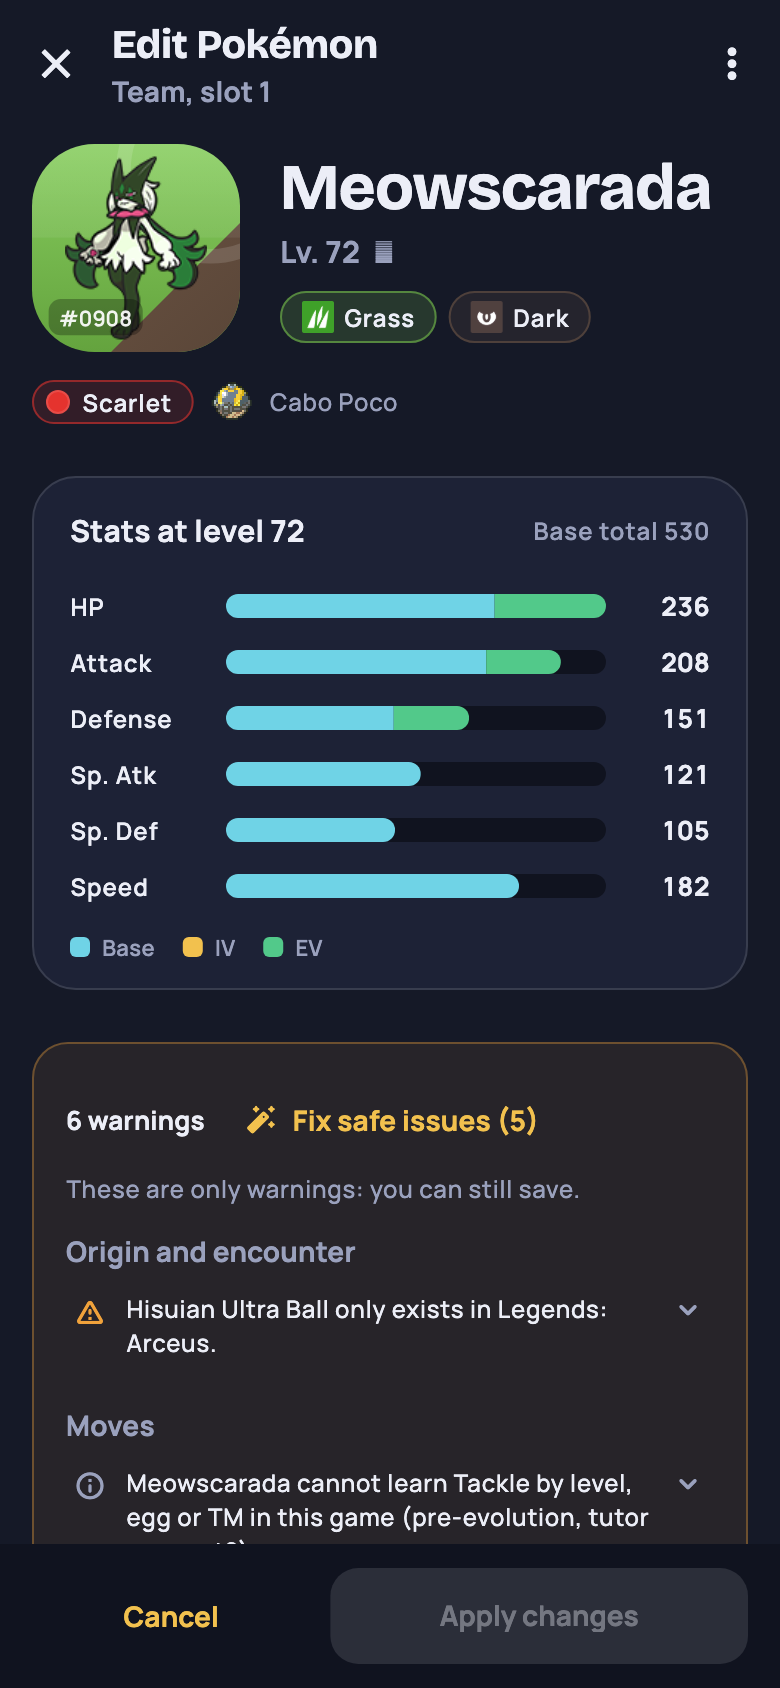 Edit Pokémon
Team, slot 1
Meowscarada
Lv. 72
#0908
Grass
Dark
Scarlet
Cabo Poco
Stats at level 72
Base total 530
HP
236
Attack
208
Defense
151
Sp. Atk
121
Sp. Def
105
Speed
182
Base
IV
EV
6 warnings
Fix safe issues (5)
These are only warnings: you can still save.
Origin and encounter
Hisuian Ultra Ball only exists in Legends:
Arceus.
Moves
Meowscarada cannot learn Tackle by level,
egg or TM in this game (pre-evolution, tutor
Cancel
Apply changes